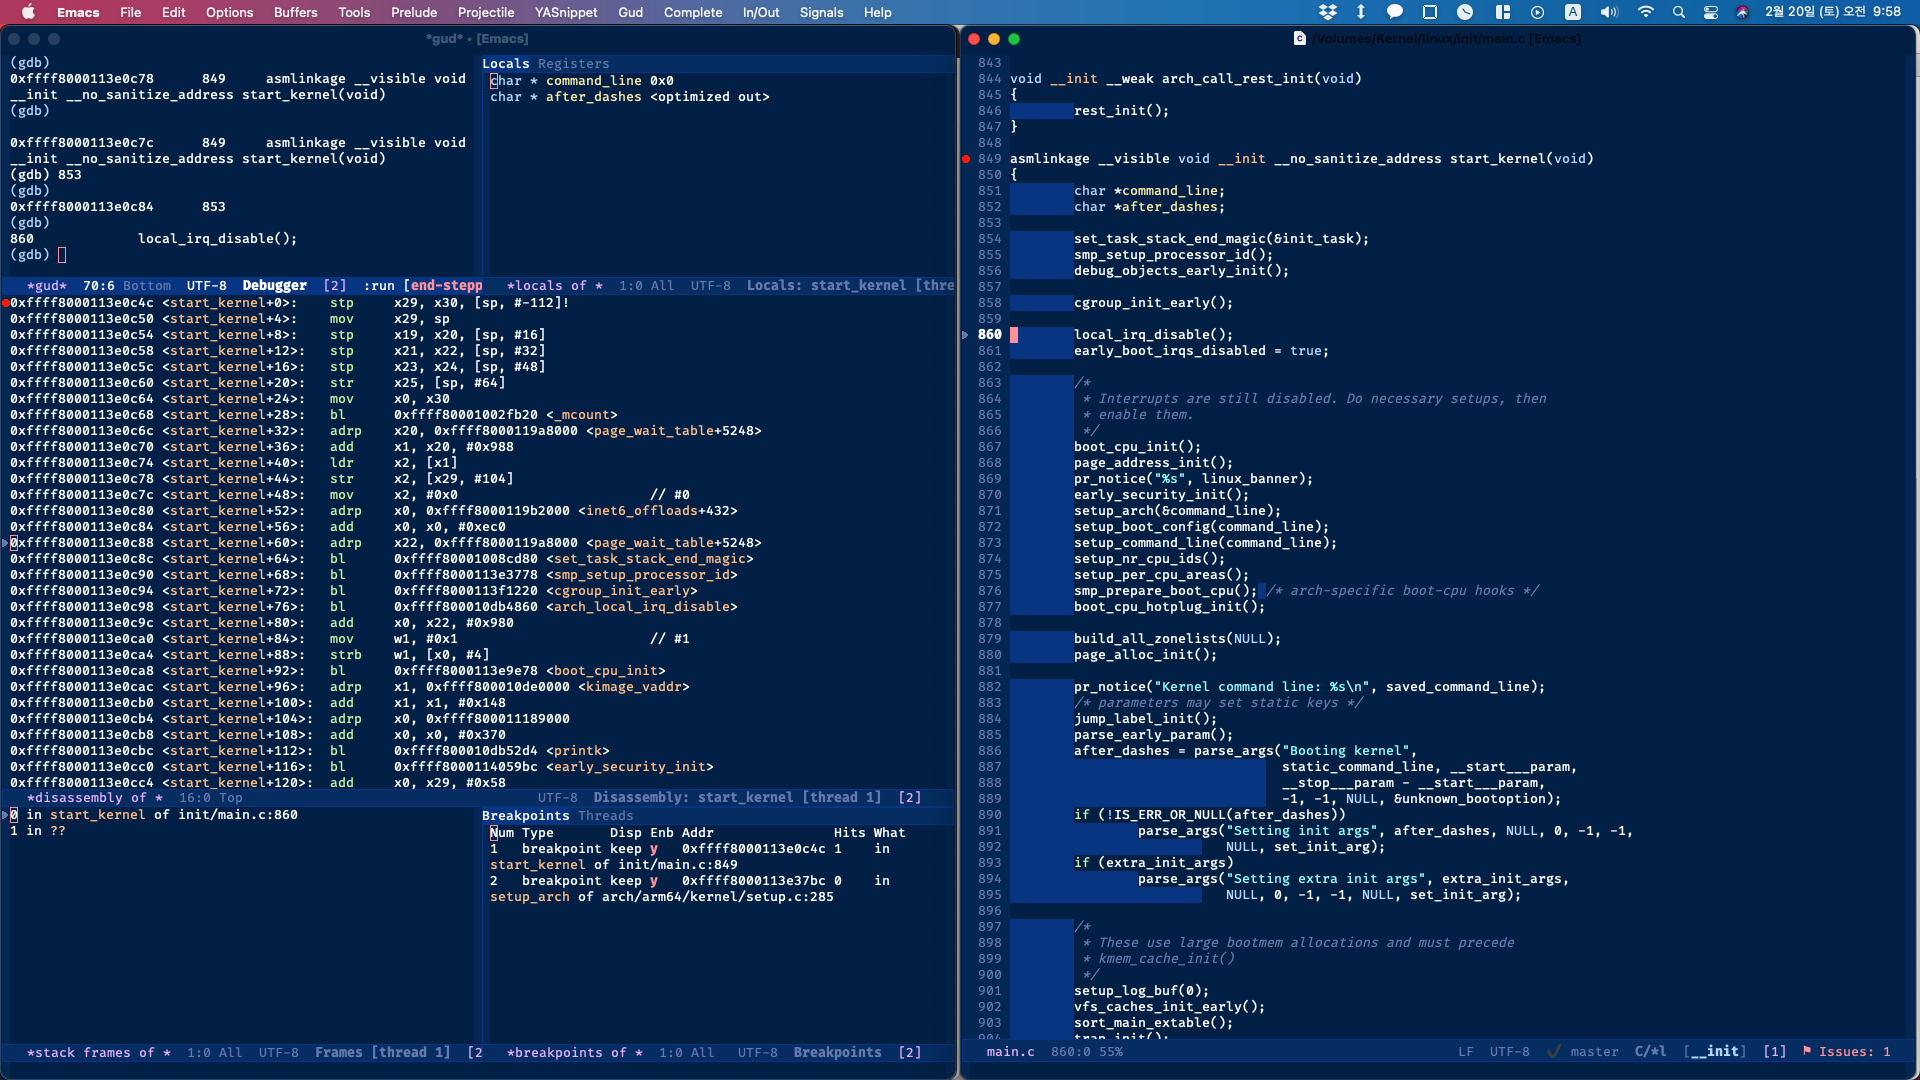 Emacs File Edit Options Buffers Tools Prelude Projectile YASnippet Gud Complete In/Out Signals Help A 2월 20일 (토) 오전 9:58
*gud* • [Emacs]
(gdb)
0xffff8000113e0c78 849 asmlinkage __visible void
__init __no_sanitize_address start_kernel(void)
(gdb)
0xffff8000113e0c7c 849 asmlinkage __visible void
__init __no_sanitize_address start_kernel(void)
(gdb) 853
(gdb)
0xffff8000113e0c84 853
(gdb)
860 local_irq_disable();
(gdb)
Locals Registers
char * command_line 0x0
char * after_dashes <optimized out>
*gud* 70:6 Bottom UTF-8 Debugger [2] :run [end-stepp
*locals of * 1:0 All UTF-8 Locals: start_kernel [thre
0xffff8000113e0c4c <start_kernel+0>: stp x29, x30, [sp, #-112]!
0xffff8000113e0c50 <start_kernel+4>: mov x29, sp
0xffff8000113e0c54 <start_kernel+8>: stp x19, x20, [sp, #16]
0xffff8000113e0c58 <start_kernel+12>: stp x21, x22, [sp, #32]
0xffff8000113e0c5c <start_kernel+16>: stp x23, x24, [sp, #48]
0xffff8000113e0c60 <start_kernel+20>: str x25, [sp, #64]
0xffff8000113e0c64 <start_kernel+24>: mov x0, x30
0xffff8000113e0c68 <start_kernel+28>: bl 0xffff80001002fb20 <_mcount>
0xffff8000113e0c6c <start_kernel+32>: adrp x20, 0xffff8000119a8000 <page_wait_table+5248>
0xffff8000113e0c70 <start_kernel+36>: add x1, x20, #0x988
0xffff8000113e0c74 <start_kernel+40>: ldr x2, [x1]
0xffff8000113e0c78 <start_kernel+44>: str x2, [x29, #104]
0xffff8000113e0c7c <start_kernel+48>: mov x2, #0x0 // #0
0xffff8000113e0c80 <start_kernel+52>: adrp x0, 0xffff8000119b2000 <inet6_offloads+432>
0xffff8000113e0c84 <start_kernel+56>: add x0, x0, #0xec0
0xffff8000113e0c88 <start_kernel+60>: adrp x22, 0xffff8000119a8000 <page_wait_table+5248>
0xffff8000113e0c8c <start_kernel+64>: bl 0xffff80001008cd80 <set_task_stack_end_magic>
0xffff8000113e0c90 <start_kernel+68>: bl 0xffff8000113e3778 <smp_setup_processor_id>
0xffff8000113e0c94 <start_kernel+72>: bl 0xffff8000113f1220 <cgroup_init_early>
0xffff8000113e0c98 <start_kernel+76>: bl 0xffff800010db4860 <arch_local_irq_disable>
0xffff8000113e0c9c <start_kernel+80>: add x0, x22, #0x980
0xffff8000113e0ca0 <start_kernel+84>: mov w1, #0x1 // #1
0xffff8000113e0ca4 <start_kernel+88>: strb w1, [x0, #4]
0xffff8000113e0ca8 <start_kernel+92>: bl 0xffff8000113e9e78 <boot_cpu_init>
0xffff8000113e0cac <start_kernel+96>: adrp x1, 0xffff800010de0000 <kimage_vaddr>
0xffff8000113e0cb0 <start_kernel+100>: add x1, x1, #0x148
0xffff8000113e0cb4 <start_kernel+104>: adrp x0, 0xffff800011189000
0xffff8000113e0cb8 <start_kernel+108>: add x0, x0, #0x370
0xffff8000113e0cbc <start_kernel+112>: bl 0xffff800010db52d4 <printk>
0xffff8000113e0cc0 <start_kernel+116>: bl 0xffff8000114059bc <early_security_init>
0xffff8000113e0cc4 <start_kernel+120>: add x0, x29, #0x58
*disassembly of * 16:0 Top UTF-8 Disassembly: start_kernel [thread 1] [2]
0 in start_kernel of init/main.c:860
1 in ??
Breakpoints Threads
Num Type Disp Enb Addr Hits What
1 breakpoint keep y 0xffff8000113e0c4c 1 in
start_kernel of init/main.c:849
2 breakpoint keep y 0xffff8000113e37bc 0 in
setup_arch of arch/arm64/kernel/setup.c:285
*stack frames of * 1:0 All UTF-8 Frames [thread 1] [2
*breakpoints of * 1:0 All UTF-8 Breakpoints [2]
/Volumes/Kernel/linux/init/main.c [Emacs]
843
844 void __init __weak arch_call_rest_init(void)
845 {
846 rest_init();
847 }
848
849 asmlinkage __visible void __init __no_sanitize_address start_kernel(void)
850 {
851 char *command_line;
852 char *after_dashes;
853
854 set_task_stack_end_magic(&init_task);
855 smp_setup_processor_id();
856 debug_objects_early_init();
857
858 cgroup_init_early();
859
860 local_irq_disable();
861 early_boot_irqs_disabled = true;
862
863 /*
864 * Interrupts are still disabled. Do necessary setups, then
865 * enable them.
866 */
867 boot_cpu_init();
868 page_address_init();
869 pr_notice("%s", linux_banner);
870 early_security_init();
871 setup_arch(&command_line);
872 setup_boot_config(command_line);
873 setup_command_line(command_line);
874 setup_nr_cpu_ids();
875 setup_per_cpu_areas();
876 smp_prepare_boot_cpu(); /* arch-specific boot-cpu hooks */
877 boot_cpu_hotplug_init();
878
879 build_all_zonelists(NULL);
880 page_alloc_init();
881
882 pr_notice("Kernel command line: %s\n", saved_command_line);
883 /* parameters may set static keys */
884 jump_label_init();
885 parse_early_param();
886 after_dashes = parse_args("Booting kernel",
887 static_command_line, __start___param,
888 __stop___param - __start___param,
889 -1, -1, NULL, &unknown_bootoption);
890 if (!IS_ERR_OR_NULL(after_dashes))
891 parse_args("Setting init args", after_dashes, NULL, 0, -1, -1,
892 NULL, set_init_arg);
893 if (extra_init_args)
894 parse_args("Setting extra init args", extra_init_args,
895 NULL, 0, -1, -1, NULL, set_init_arg);
896
897 /*
898 * These use large bootmem allocations and must precede
899 * kmem_cache_init()
900 */
901 setup_log_buf(0);
902 vfs_caches_init_early();
903 sort_main_extable();
904 trap_init();
main.c 860:0 55% LF UTF-8 master C/*l [__init] [1] Issues: 1